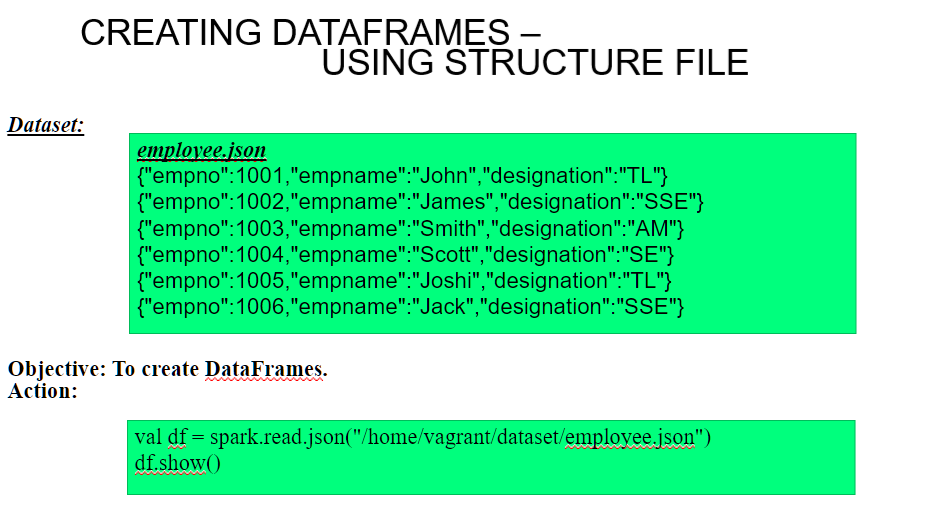 CREATING DATAFRAMES –
USING STRUCTURE FILE
Dataset:
employee.json
{"empno":1001,"empname":"John","designation":"TL"}
{"empno":1002,"empname":"James","designation":"SSE"}
{"empno":1003,"empname":"Smith","designation":"AM"}
{"empno":1004,"empname":"Scott","designation":"SE"}
{"empno":1005,"empname":"Joshi","designation":"TL"}
{"empno":1006,"empname":"Jack","designation":"SSE"}
Objective: To create DataFrames.
Action:
val df = spark.read.json("/home/vagrant/dataset/employee.json")
df.show()